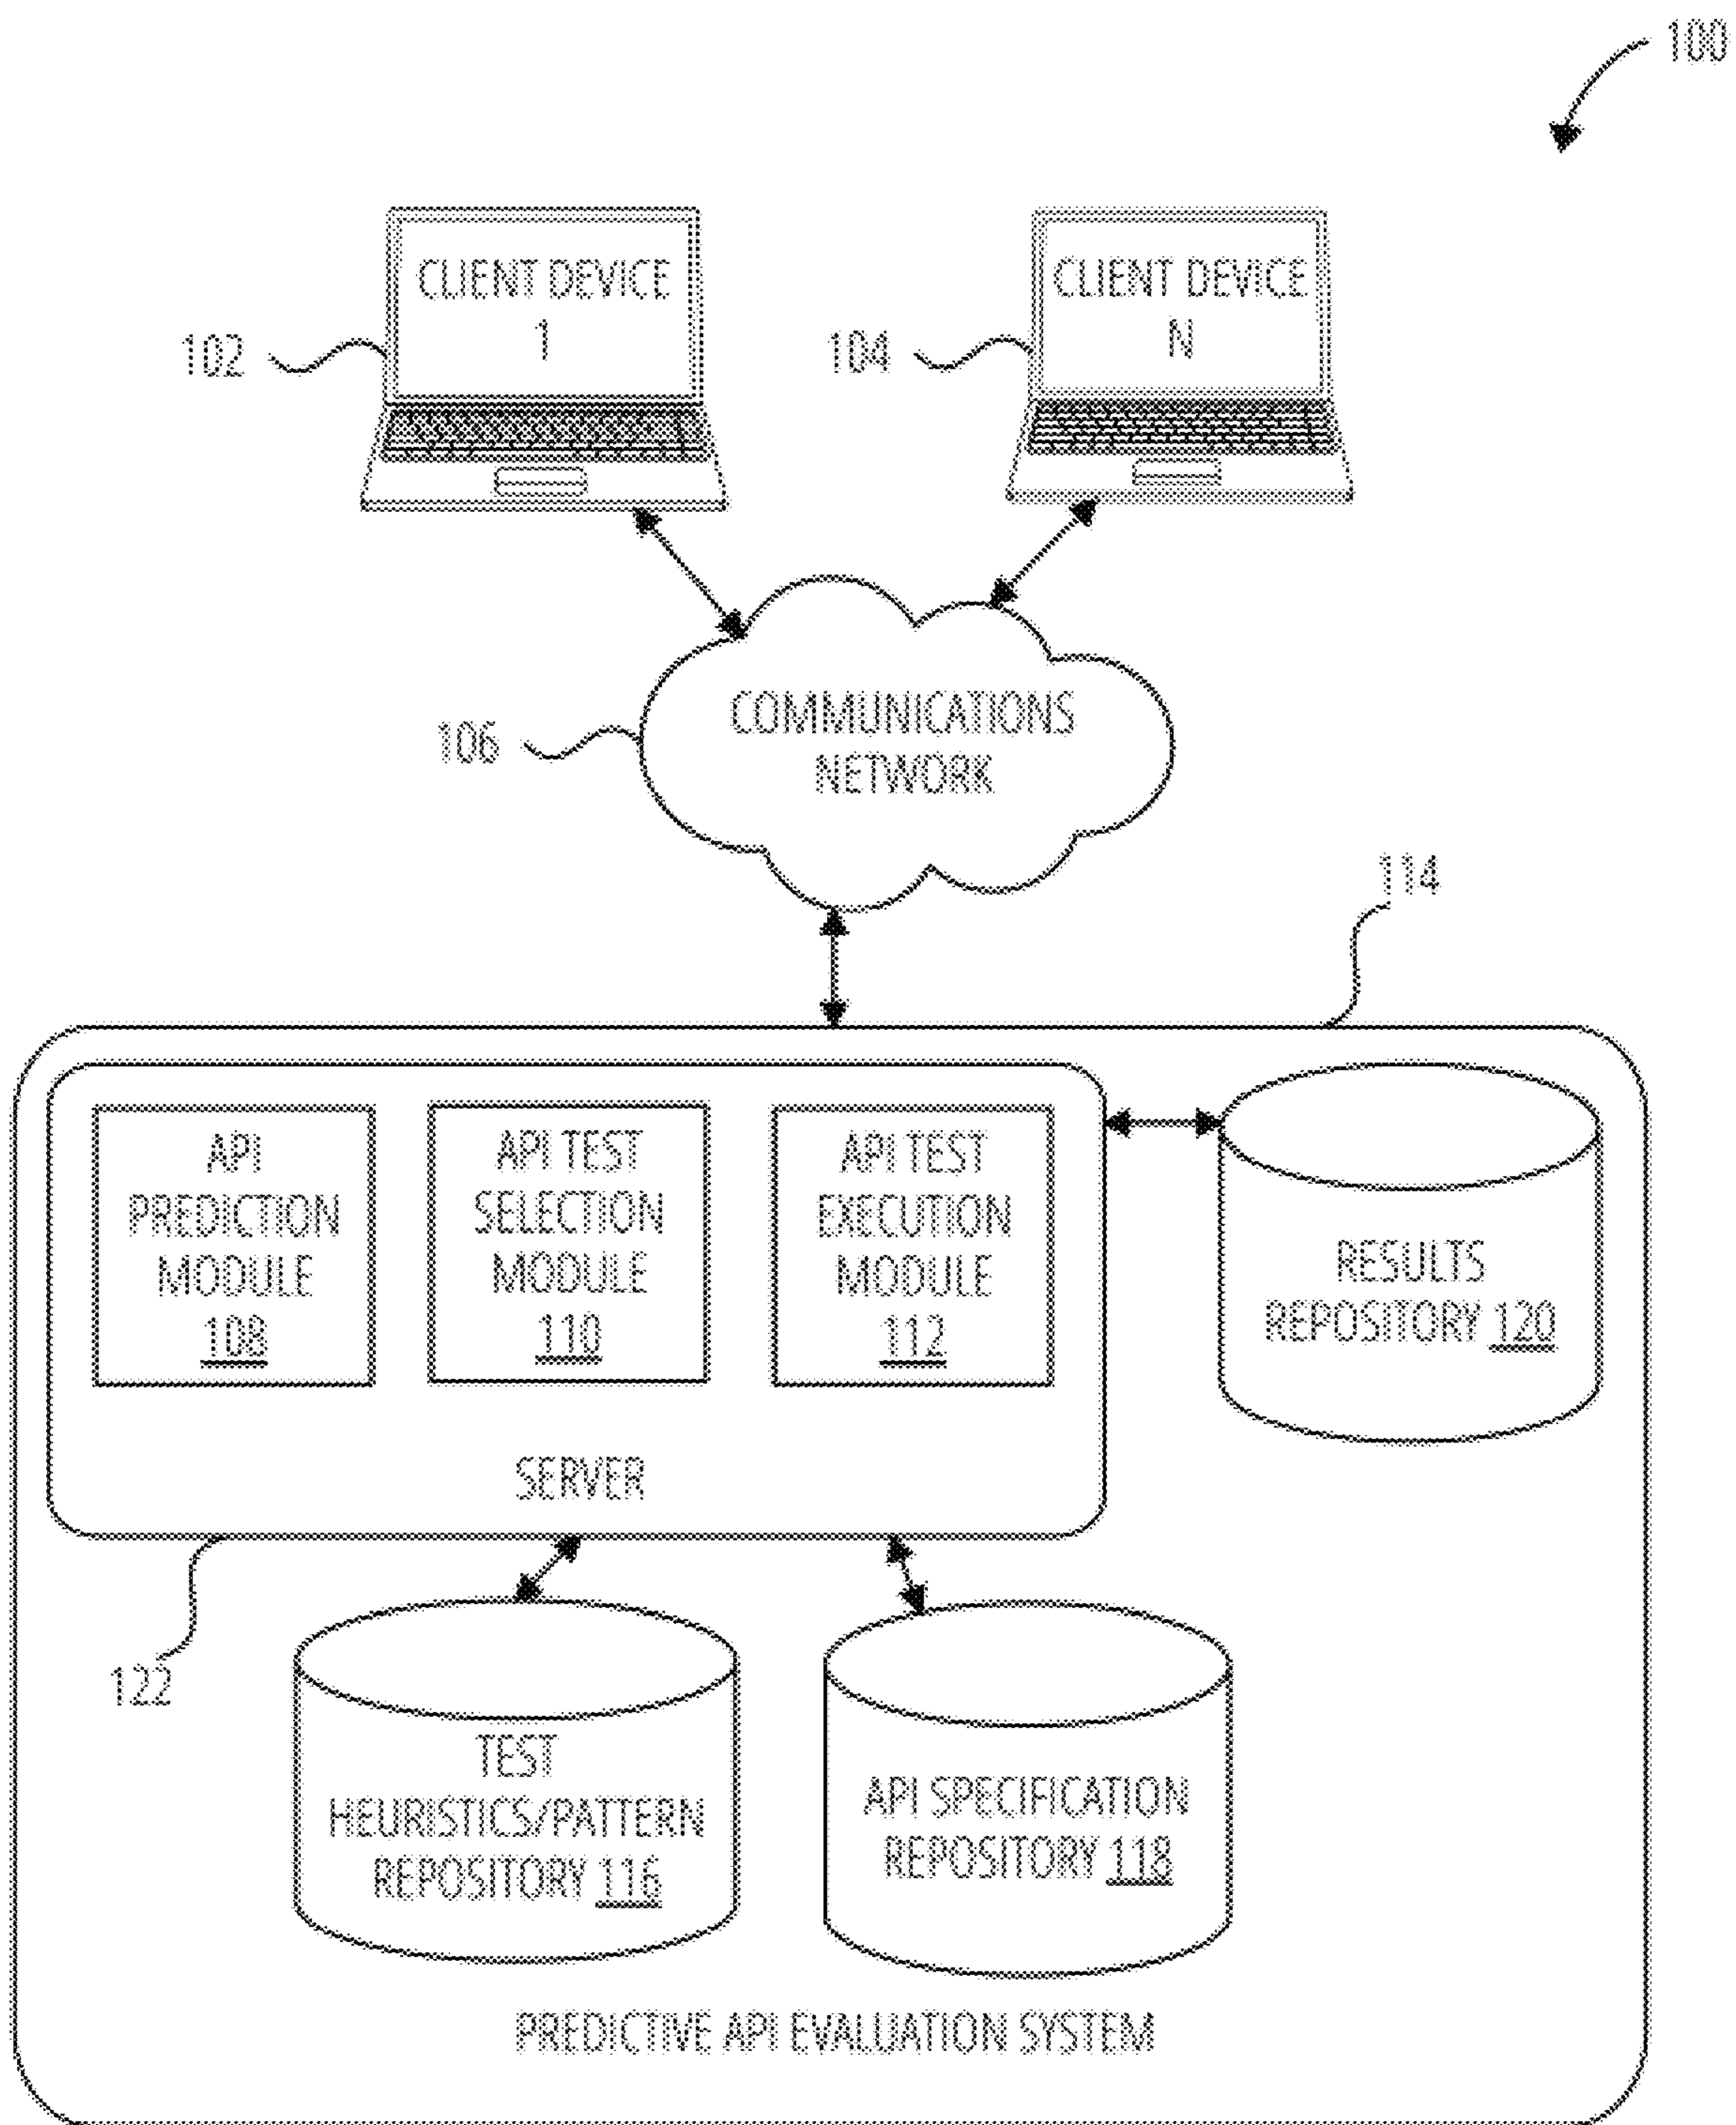 100
CLIENT DEVICE
1
102
CLIENT DEVICE
N
104
COMMUNICATIONS
NETWORK
106
114
API
PREDICTION
MODULE
108
API TEST
SELECTION
MODULE
110
API TEST
EXECUTION
MODULE
112
RESULTS
REPOSITORY 120
SERVER
122
TEST
HEURISTICS/PATTERN
REPOSITORY 116
API SPECIFICATION
REPOSITORY 118
PREDICTIVE API EVALUATION SYSTEM